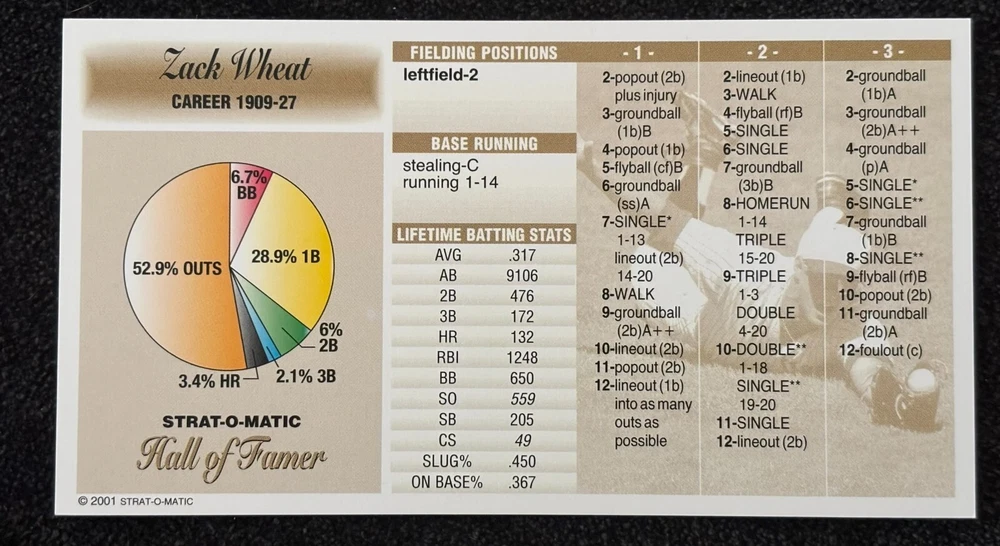 Zack Wheat
CAREER 1909-27
6.7%
BB
28.9% 1B
52.9% OUTS
6%
2B
2.1% 3B
3.4% HR
STRAT-O-MATIC
Hall of Famer
© 2001 STRAT-O-MATIC
FIELDING POSITIONS
leftfield-2
BASE RUNNING
stealing-C
running 1-14
LIFETIME BATTING STATS
AVG .317
AB 9106
2B 476
3B 172
HR 132
RBI 1248
BB 650
SO 559
SB 205
CS 49
SLUG% .450
ON BASE% .367
- 1 -
2-popout (2b)
plus injury
3-groundball
(1b)B
4-popout (1b)
5-flyball (cf)B
6-groundball
(ss)A
7-SINGLE*
1-13
lineout (2b)
14-20
8-WALK
9-groundball
(2b)A++
10-lineout (2b)
11-popout (2b)
12-lineout (1b)
into as many
outs as
possible
- 2 -
2-lineout (1b)
3-WALK
4-flyball (rf)B
5-SINGLE
6-SINGLE
7-groundball
(3b)B
8-HOMERUN
1-14
TRIPLE
15-20
9-TRIPLE
1-3
DOUBLE
4-20
10-DOUBLE**
1-18
SINGLE**
19-20
11-SINGLE
12-lineout (2b)
- 3 -
2-groundball
(1b)A
3-groundball
(2b)A++
4-groundball
(p)A
5-SINGLE*
6-SINGLE**
7-groundball
(1b)B
8-SINGLE**
9-flyball (rf)B
10-popout (2b)
11-groundball
(2b)A
12-foulout (c)